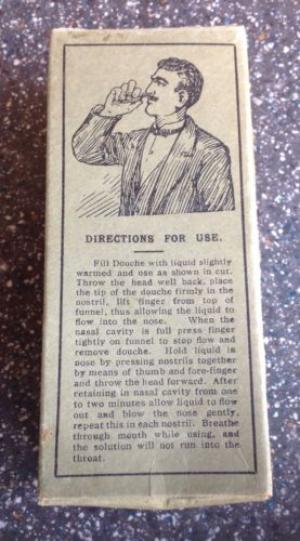 DIRECTIONS FOR USE.
Fill Douche with liquid slightly
warmed and use as shown in cut.
Throw the head well back, place
the tip of the douche firmly in the
nostril, lift finger from top of
funnel, thus allowing the liquid to
flow into the nose. When the
nasal cavity is full press finger
tightly on funnel to stop flow and
remove douche. Hold liquid in
nose by pressing nostrils together
by means of thumb and fore-finger
and throw the head forward. After
retaining in nasal cavity from one
to two minutes allow liquid to flow
out and blow the nose gently,
repeat this in each nostril. Breathe
through mouth while using, and
the solution will not run into the
throat.